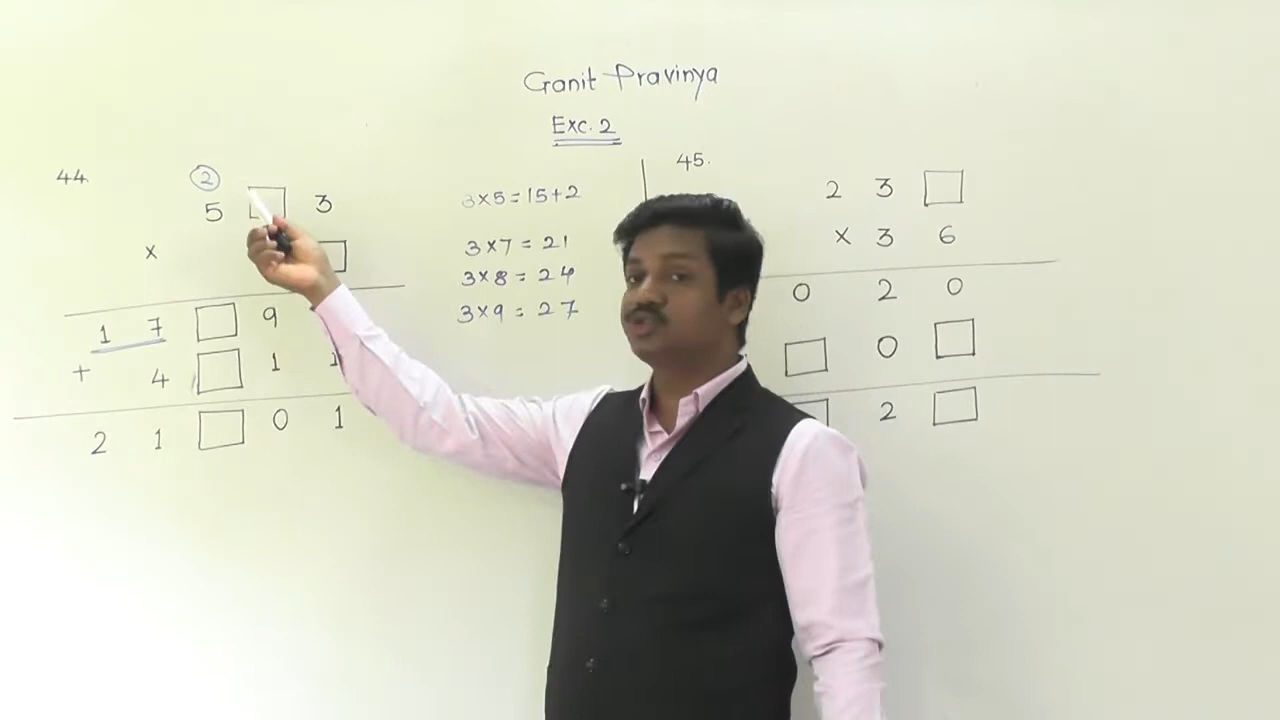 Ganit Pravinya
Exc. 2
44.
②
5 □ 3
×
□
1 7 □ 9
+ 4 □ 1 1
2 1 □ 0 1
3×5=15+2
3×7=21
3×8=24
3×9=27
45.
2 3 □
× 3 6
0 2 0
□ 0 □
□ 2 □